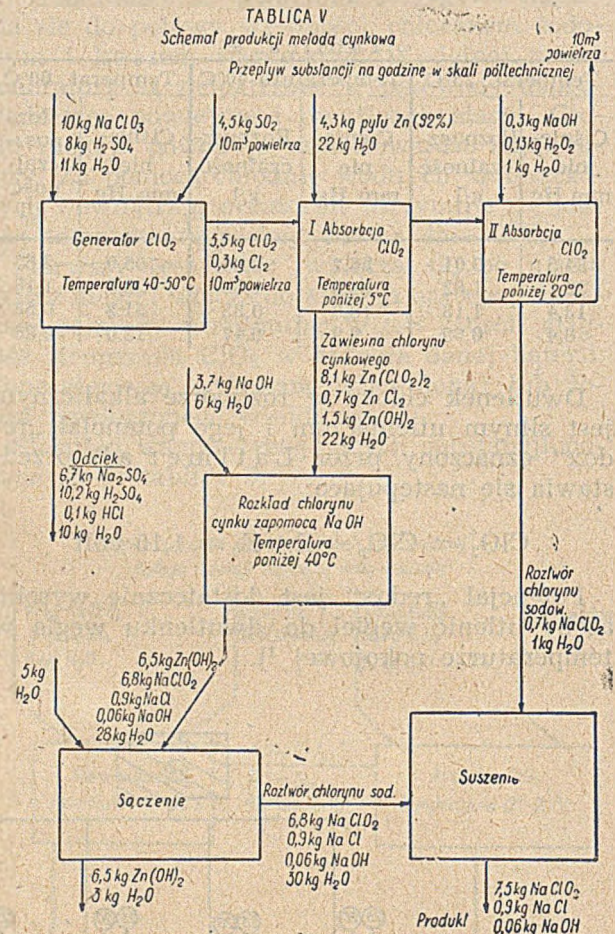 TABLICA V
Schemat produkcji metodą cynkową
Przepływ substancji na godzinę w skali półtechnicznej
10m³
powietrza
10 kg NaClO₃
8 kg H₂SO₄
11 kg H₂O
4,5 kg SO₂
10m³ powietrza
4,3 kg pyłu Zn (92%)
22 kg H₂O
0,3 kg NaOH
0,13 kg H₂O₂
1 kg H₂O
Generator ClO₂
Temperatura 40-50°C
5,5 kg ClO₂
0,3 kg Cl₂
10m³ powietrza
I Absorbcja
ClO₂
Temperatura
poniżej 5°C
II Absorbcja
ClO₂
Temperatura
poniżej 20°C
Zawiesina chlorynu
cynkowego
8,1 kg Zn(ClO₂)₂
0,7 kg ZnCl₂
1,5 kg Zn(OH)₂
22 kg H₂O
3,7 kg NaOH
6 kg H₂O
Odciek
6,7 kg Na₂SO₄
10,2 kg H₂SO₄
0,1 kg HCl
10 kg H₂O
Rozkład chlorynu
cynku zapomocą NaOH
Temperatura
poniżej 40°C
Roztwór
chlorynu
sodow.
0,7 kg NaClO₂
1 kg H₂O
5 kg
H₂O
6,5 kg Zn(OH)₂
6,8 kg NaClO₂
0,9 kg NaCl
0,06 kg NaOH
28 kg H₂O
Sączenie
Roztwór chlorynu sod.
6,8 kg NaClO₂
0,9 kg NaCl
0,06 kg NaOH
30 kg H₂O
Suszenie
6,5 kg Zn(OH)₂
3 kg H₂O
Produkt
7,5 kg NaClO₂
0,9 kg NaCl
0,06 kg NaOH